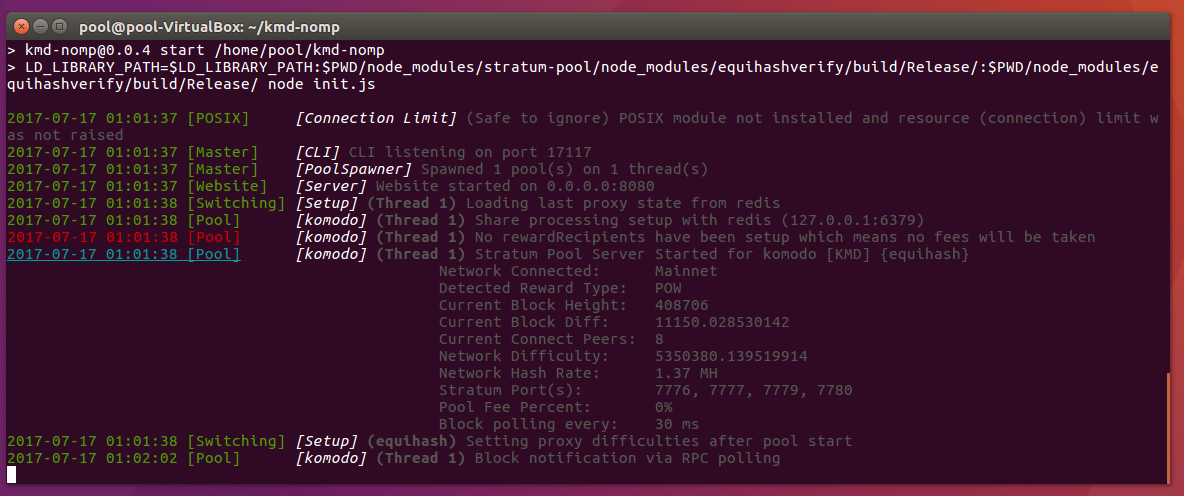 pool@pool-VirtualBox: ~/kmd-nomp
> kmd-nomp@0.0.4 start /home/pool/kmd-nomp
> LD_LIBRARY_PATH=$LD_LIBRARY_PATH:$PWD/node_modules/stratum-pool/node_modules/equihashverify/build/Release/:$PWD/node_modules/e
quihashverify/build/Release/ node init.js
2017-07-17 01:01:37 [POSIX] [Connection Limit] (Safe to ignore) POSIX module not installed and resource (connection) limit w
as not raised
2017-07-17 01:01:37 [Master] [CLI] CLI listening on port 17117
2017-07-17 01:01:37 [Master] [PoolSpawner] Spawned 1 pool(s) on 1 thread(s)
2017-07-17 01:01:37 [Website] [Server] Website started on 0.0.0.0:8080
2017-07-17 01:01:38 [Switching] [Setup] (Thread 1) Loading last proxy state from redis
2017-07-17 01:01:38 [Pool] [komodo] (Thread 1) Share processing setup with redis (127.0.0.1:6379)
2017-07-17 01:01:38 [Pool] [komodo] (Thread 1) No rewardRecipients have been setup which means no fees will be taken
2017-07-17 01:01:38 [Pool] [komodo] (Thread 1) Stratum Pool Server Started for komodo [KMD] {equihash}
Network Connected: Mainnet
Detected Reward Type: POW
Current Block Height: 408706
Current Block Diff: 11150.028530142
Current Connect Peers: 8
Network Difficulty: 5350380.139519914
Network Hash Rate: 1.37 MH
Stratum Port(s): 7776, 7777, 7779, 7780
Pool Fee Percent: 0%
Block polling every: 30 ms
2017-07-17 01:01:38 [Switching] [Setup] (equihash) Setting proxy difficulties after pool start
2017-07-17 01:02:02 [Pool] [komodo] (Thread 1) Block notification via RPC polling